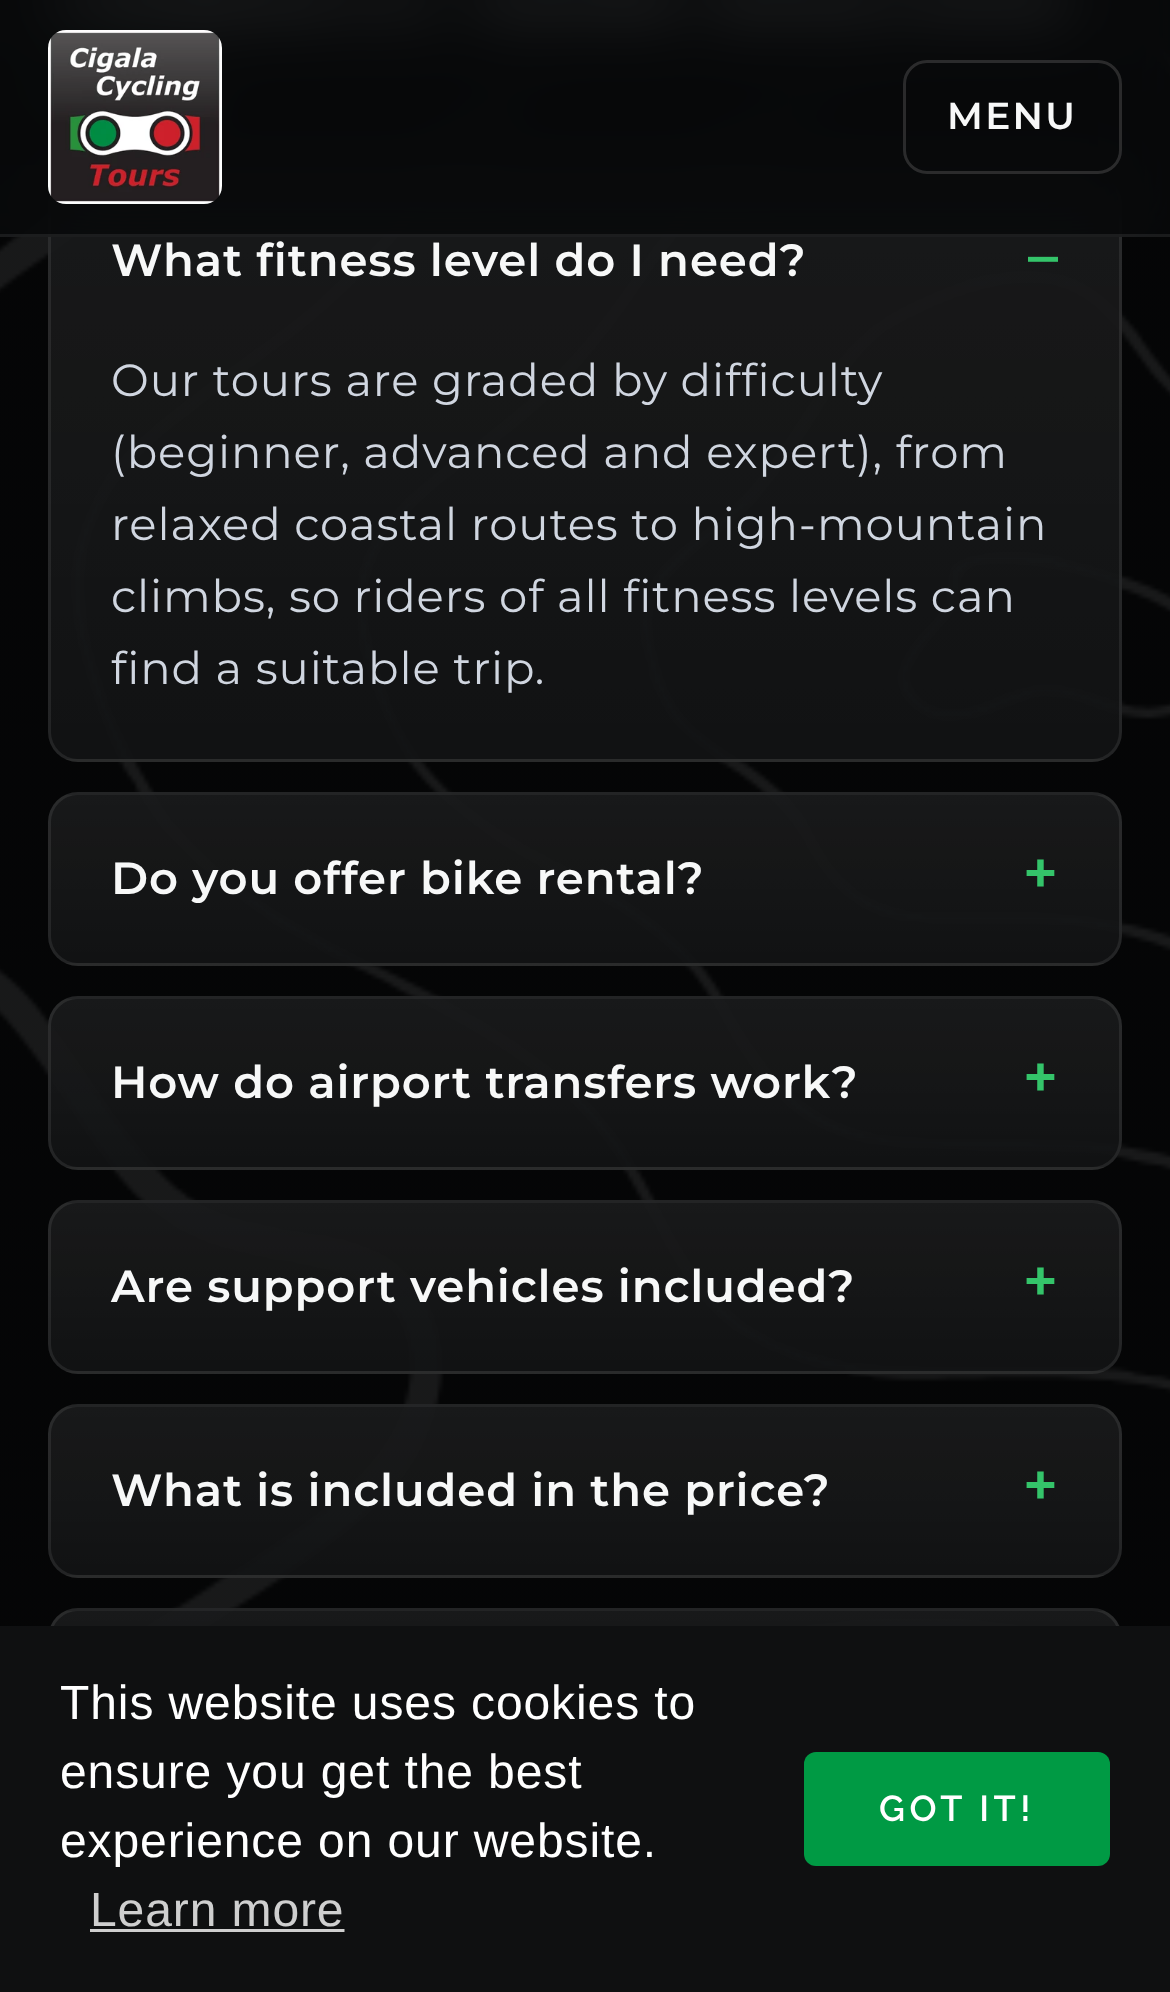 Cigala
Cycling
Tours
MENU
What fitness level do I need?
Our tours are graded by difficulty
(beginner, advanced and expert), from
relaxed coastal routes to high-mountain
climbs, so riders of all fitness levels can
find a suitable trip.
Do you offer bike rental?
How do airport transfers work?
Are support vehicles included?
What is included in the price?
This website uses cookies to
ensure you get the best
experience on our website.
Learn more
GOT IT!